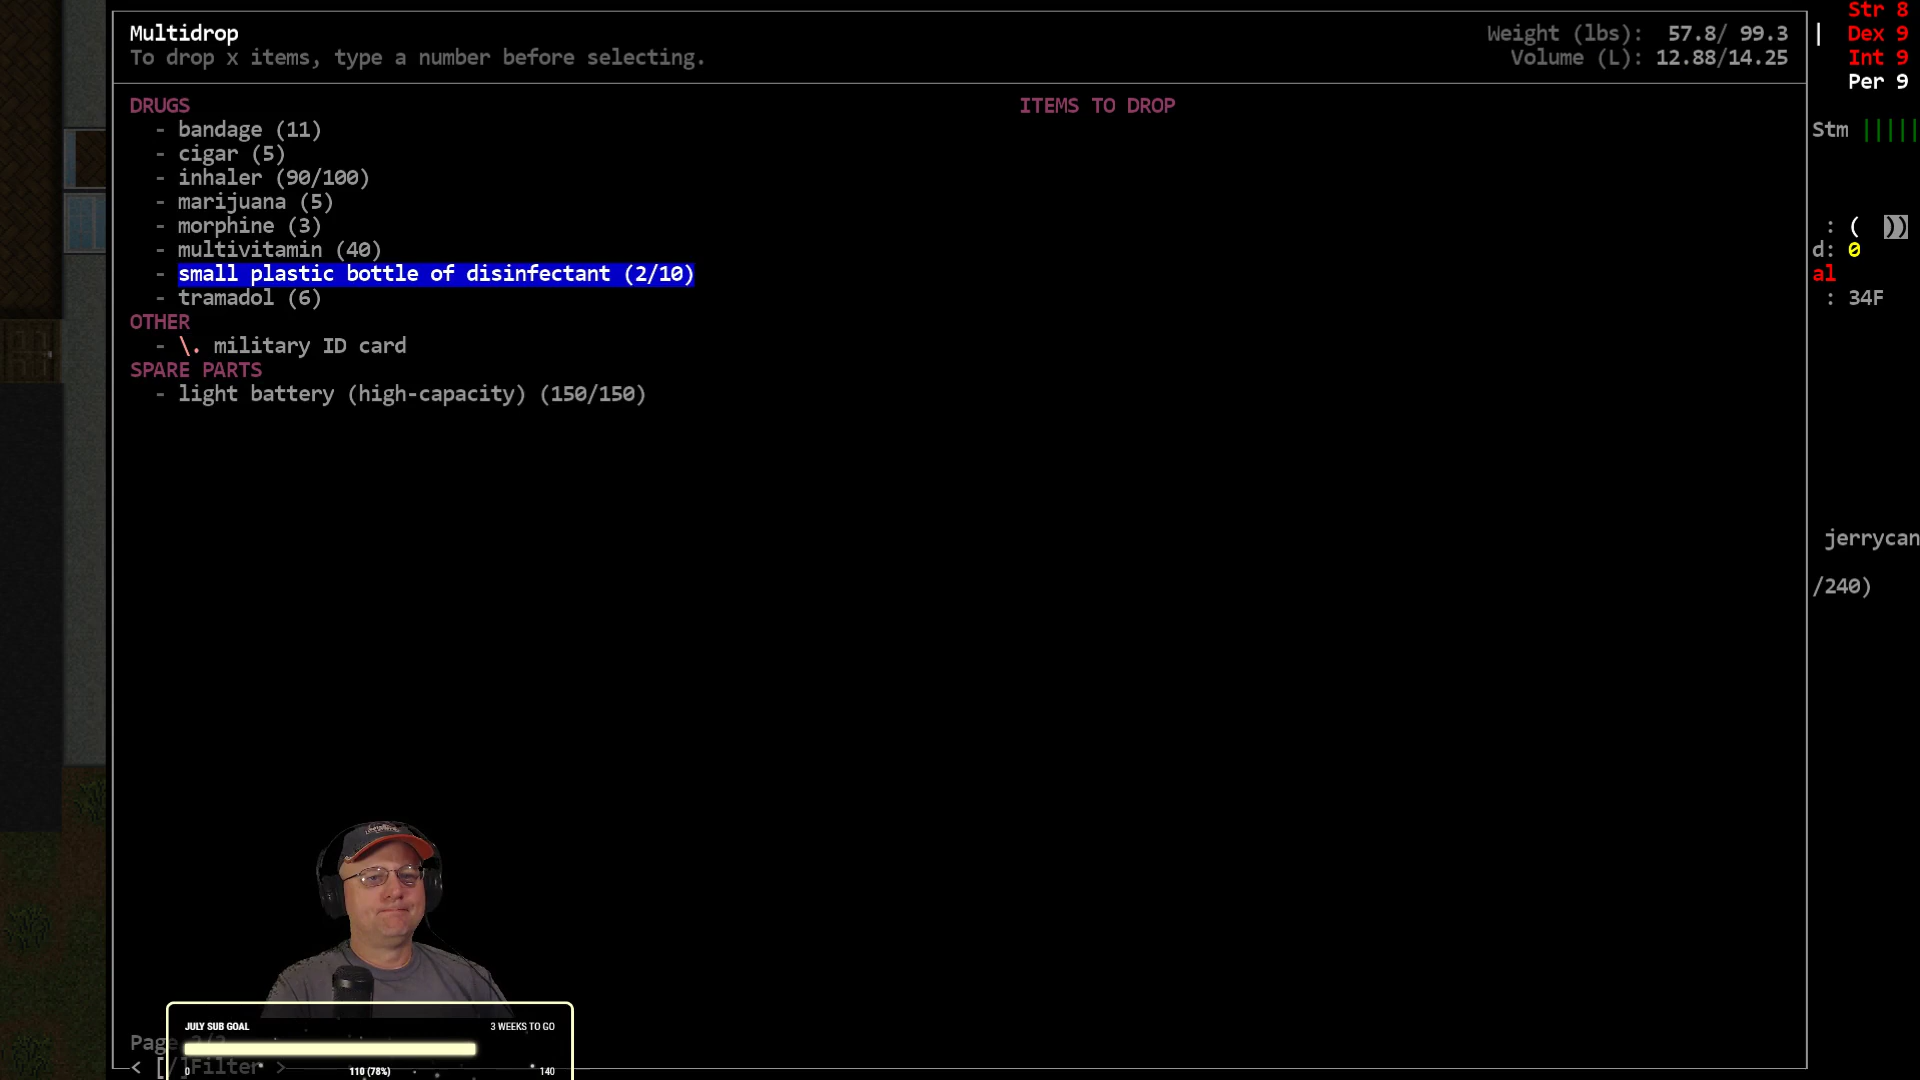 Multidrop
To drop x items, type a number before selecting.
Weight (lbs): 57.8/ 99.3
Volume (L): 12.88/14.25
DRUGS
- bandage (11)
- cigar (5)
- inhaler (90/100)
- marijuana (5)
- morphine (3)
- multivitamin (40)
- small plastic bottle of disinfectant (2/10)
- tramadol (6)
OTHER
- \. military ID card
SPARE PARTS
- light battery (high-capacity) (150/150)
ITEMS TO DROP
Str 8
Dex 9
Int 9
Per 9
Stm |||||
: ( ))
d: 0
al
: 34F
jerrycan
/240)
JULY SUB GOAL
3 WEEKS TO GO
0
110 (78%)
140
Page
< [/]Filter >